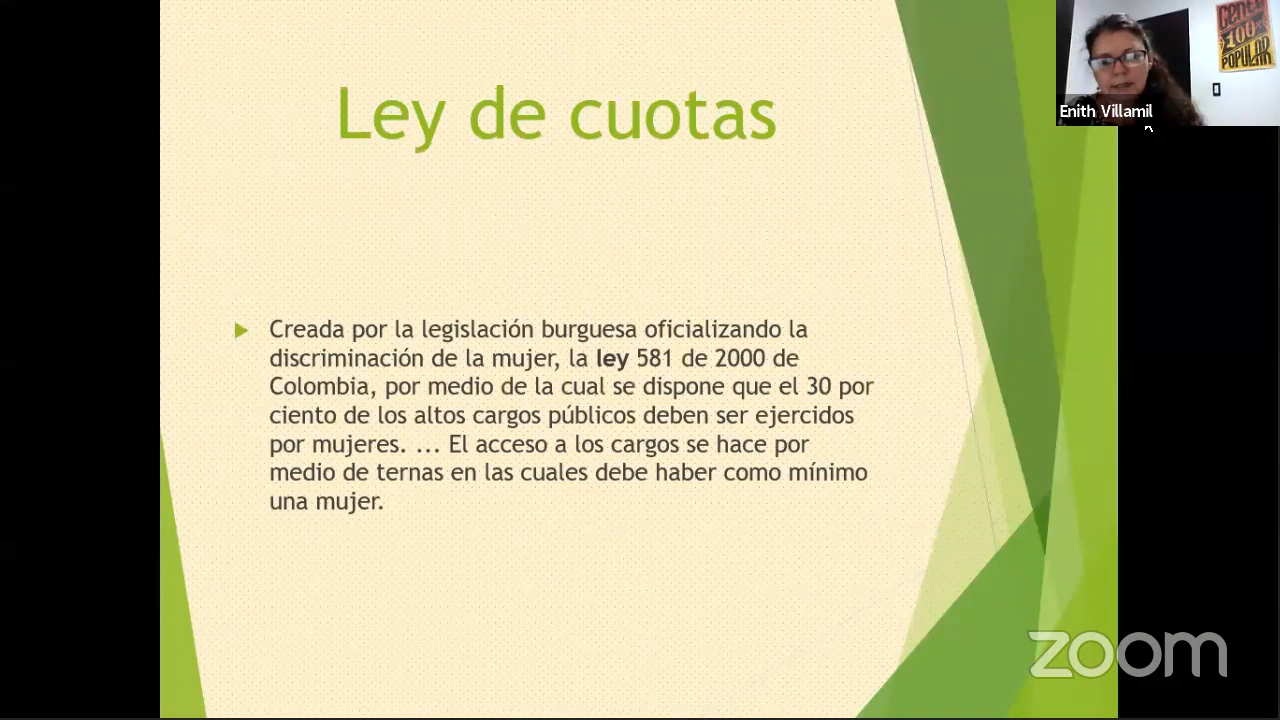 Ley de cuotas
Creada por la legislación burguesa oficializando la
discriminación de la mujer, la ley 581 de 2000 de
Colombia, por medio de la cual se dispone que el 30 por
ciento de los altos cargos públicos deben ser ejercidos
por mujeres. ... El acceso a los cargos se hace por
medio de ternas en las cuales debe haber como mínimo
una mujer.
Gente
100%
POPULAR
Enith Villamil
zoom